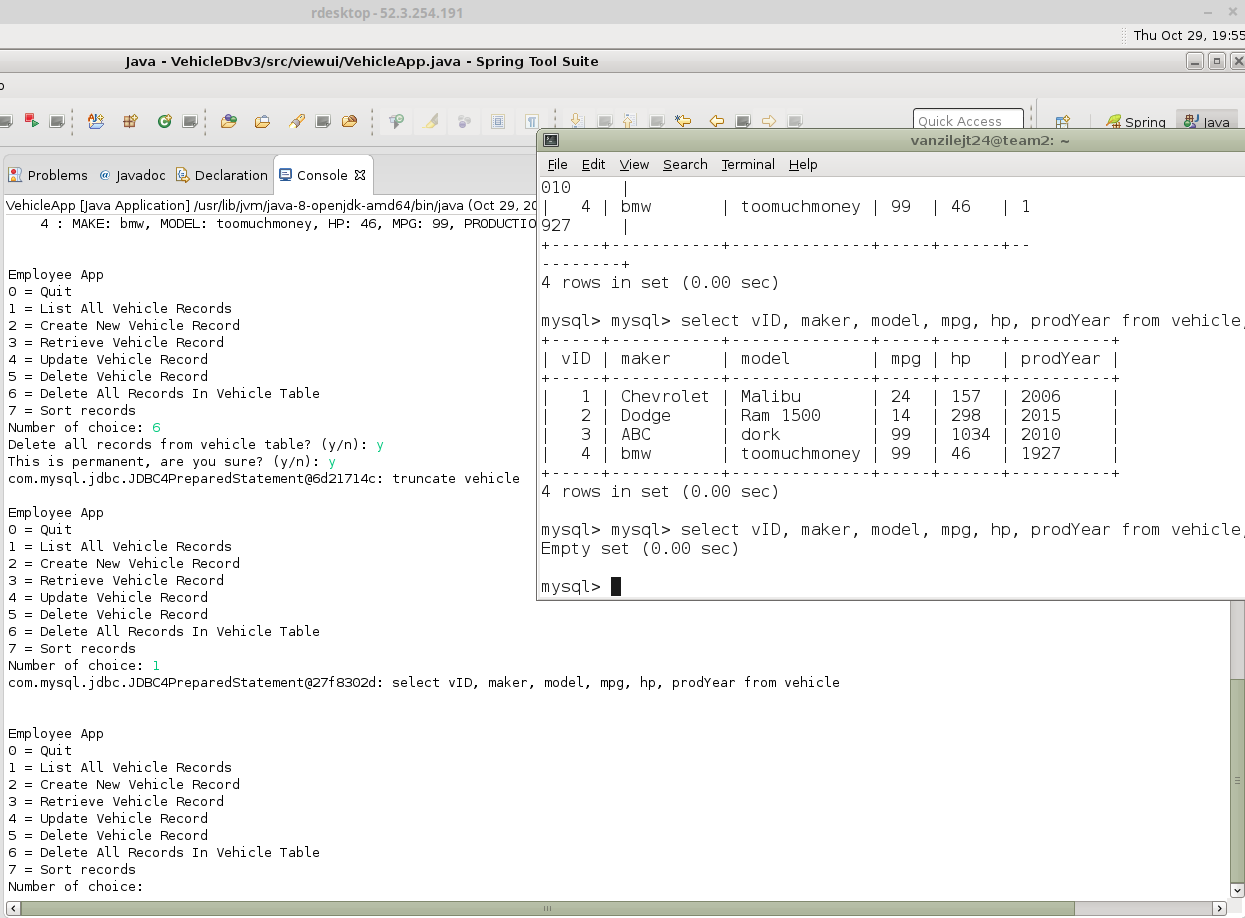 rdesktop - 52.3.254.191
Thu Oct 29, 19:55
Java - VehicleDBv3/src/viewui/VehicleApp.java - Spring Tool Suite
Quick Access
Spring
Java
Problems
@ Javadoc
Declaration
Console
VehicleApp [Java Application] /usr/lib/jvm/java-8-openjdk-amd64/bin/java (Oct 29, 20
    4 : MAKE: bmw, MODEL: toomuchmoney, HP: 46, MPG: 99, PRODUCTIO
Employee App
0 = Quit
1 = List All Vehicle Records
2 = Create New Vehicle Record
3 = Retrieve Vehicle Record
4 = Update Vehicle Record
5 = Delete Vehicle Record
6 = Delete All Records In Vehicle Table
7 = Sort records
Number of choice: 6
Delete all records from vehicle table? (y/n): y
This is permanent, are you sure? (y/n): y
com.mysql.jdbc.JDBC4PreparedStatement@6d21714c: truncate vehicle
Employee App
0 = Quit
1 = List All Vehicle Records
2 = Create New Vehicle Record
3 = Retrieve Vehicle Record
4 = Update Vehicle Record
5 = Delete Vehicle Record
6 = Delete All Records In Vehicle Table
7 = Sort records
Number of choice: 1
com.mysql.jdbc.JDBC4PreparedStatement@27f8302d: select vID, maker, model, mpg, hp, prodYear from vehicle
Employee App
0 = Quit
1 = List All Vehicle Records
2 = Create New Vehicle Record
3 = Retrieve Vehicle Record
4 = Update Vehicle Record
5 = Delete Vehicle Record
6 = Delete All Records In Vehicle Table
7 = Sort records
Number of choice:
vanzilejt24@team2: ~
File Edit View Search Terminal Help
010     |
|   4 | bmw       | toomuchmoney | 99  | 46   | 1
927     |
+-----+-----------+--------------+-----+------+--
--------+
4 rows in set (0.00 sec)
mysql> mysql> select vID, maker, model, mpg, hp, prodYear from vehicle;
+-----+-----------+--------------+-----+------+----------+
| vID | maker     | model        | mpg | hp   | prodYear |
+-----+-----------+--------------+-----+------+----------+
|   1 | Chevrolet | Malibu       | 24  | 157  | 2006     |
|   2 | Dodge     | Ram 1500     | 14  | 298  | 2015     |
|   3 | ABC       | dork         | 99  | 1034 | 2010     |
|   4 | bmw       | toomuchmoney | 99  | 46   | 1927     |
+-----+-----------+--------------+-----+------+----------+
4 rows in set (0.00 sec)
mysql> mysql> select vID, maker, model, mpg, hp, prodYear from vehicle;
Empty set (0.00 sec)
mysql>